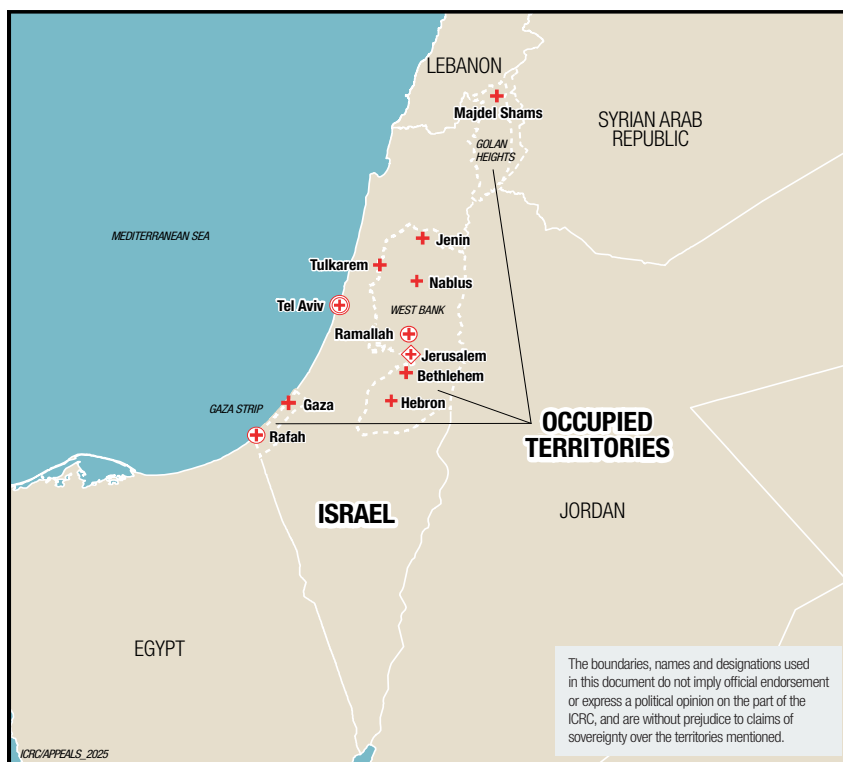 LEBANON
Majdel Shams
SYRIAN ARAB
REPUBLIC
GOLAN
HEIGHTS
MEDITERRANEAN SEA
Jenin
Tulkarem
Nablus
Tel Aviv
WEST BANK
Ramallah
Jerusalem
Bethlehem
GAZA STRIP
Gaza
Hebron
Rafah
OCCUPIED
TERRITORIES
ISRAEL
JORDAN
EGYPT
The boundaries, names and designations used
in this document do not imply official endorsement
or express a political opinion on the part of the
ICRC, and are without prejudice to claims of
sovereignty over the territories mentioned.
ICRC/APPEALS_2025